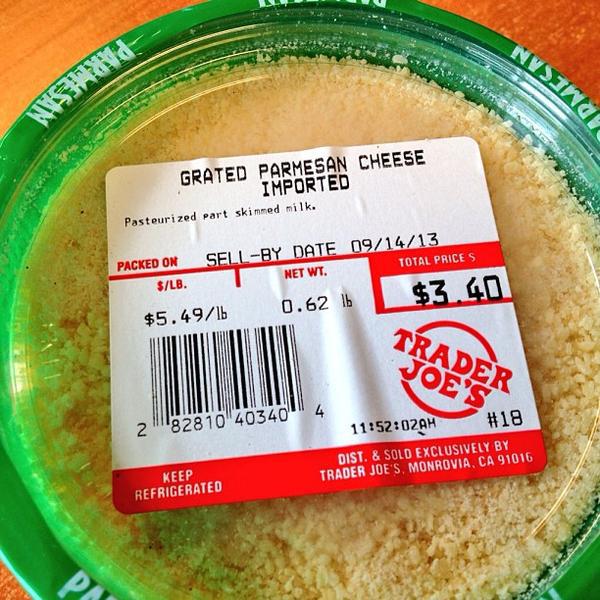 PARMESAN
PARMESAN
PARMESAN
GRATED PARMESAN CHEESE
IMPORTED
Pasteurized part skimmed milk.
PACKED ON SELL-BY DATE 09/14/13
$/LB. NET WT. TOTAL PRICE $
$5.49/lb 0.62 lb $3.40
TRADER
JOE'S
2 82810 40340 4
11:52:02AM #18
KEEP
REFRIGERATED
DIST. & SOLD EXCLUSIVELY BY
TRADER JOE'S, MONROVIA, CA 91016
PA